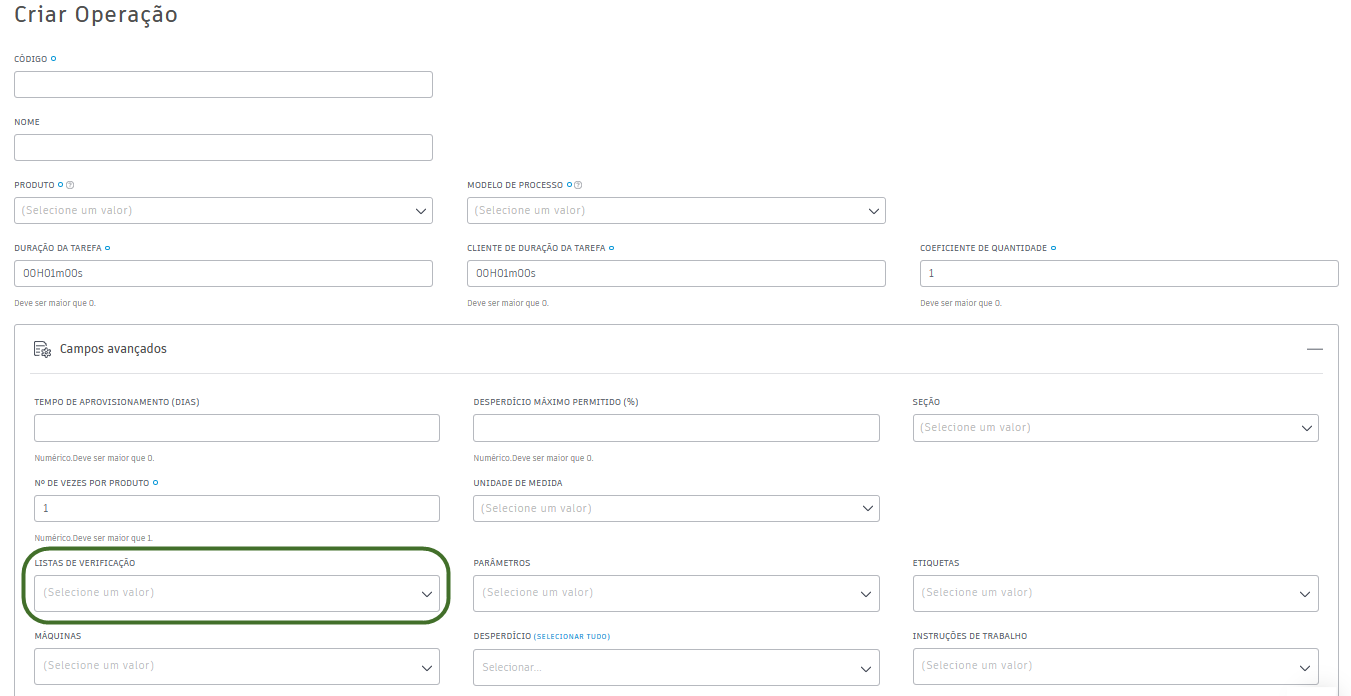 Criar Operação
CÓDIGO
NOME
PRODUTO
MODELO DE PROCESSO
(Selecione um valor)
(Selecione um valor)
DURAÇÃO DA TAREFA
CLIENTE DE DURAÇÃO DA TAREFA
COEFICIENTE DE QUANTIDADE
00H01m00s
00H01m00s
1
Deve ser maior que 0.
Deve ser maior que 0.
Deve ser maior que 0.
Campos avançados
TEMPO DE APROVISIONAMENTO (DIAS)
DESPERDÍCIO MÁXIMO PERMITIDO (%)
SEÇÃO
(Selecione um valor)
Numérico.Deve ser maior que 0.
Numérico.Deve ser maior que 0.
Nº DE VEZES POR PRODUTO
UNIDADE DE MEDIDA
1
(Selecione um valor)
Numérico.Deve ser maior que 1.
LISTAS DE VERIFICAÇÃO
PARÂMETROS
ETIQUETAS
(Selecione um valor)
(Selecione um valor)
(Selecione um valor)
MÁQUINAS
DESPERDÍCIO (SELECIONAR TUDO)
INSTRUÇÕES DE TRABALHO
(Selecione um valor)
Selecionar...
(Selecione um valor)